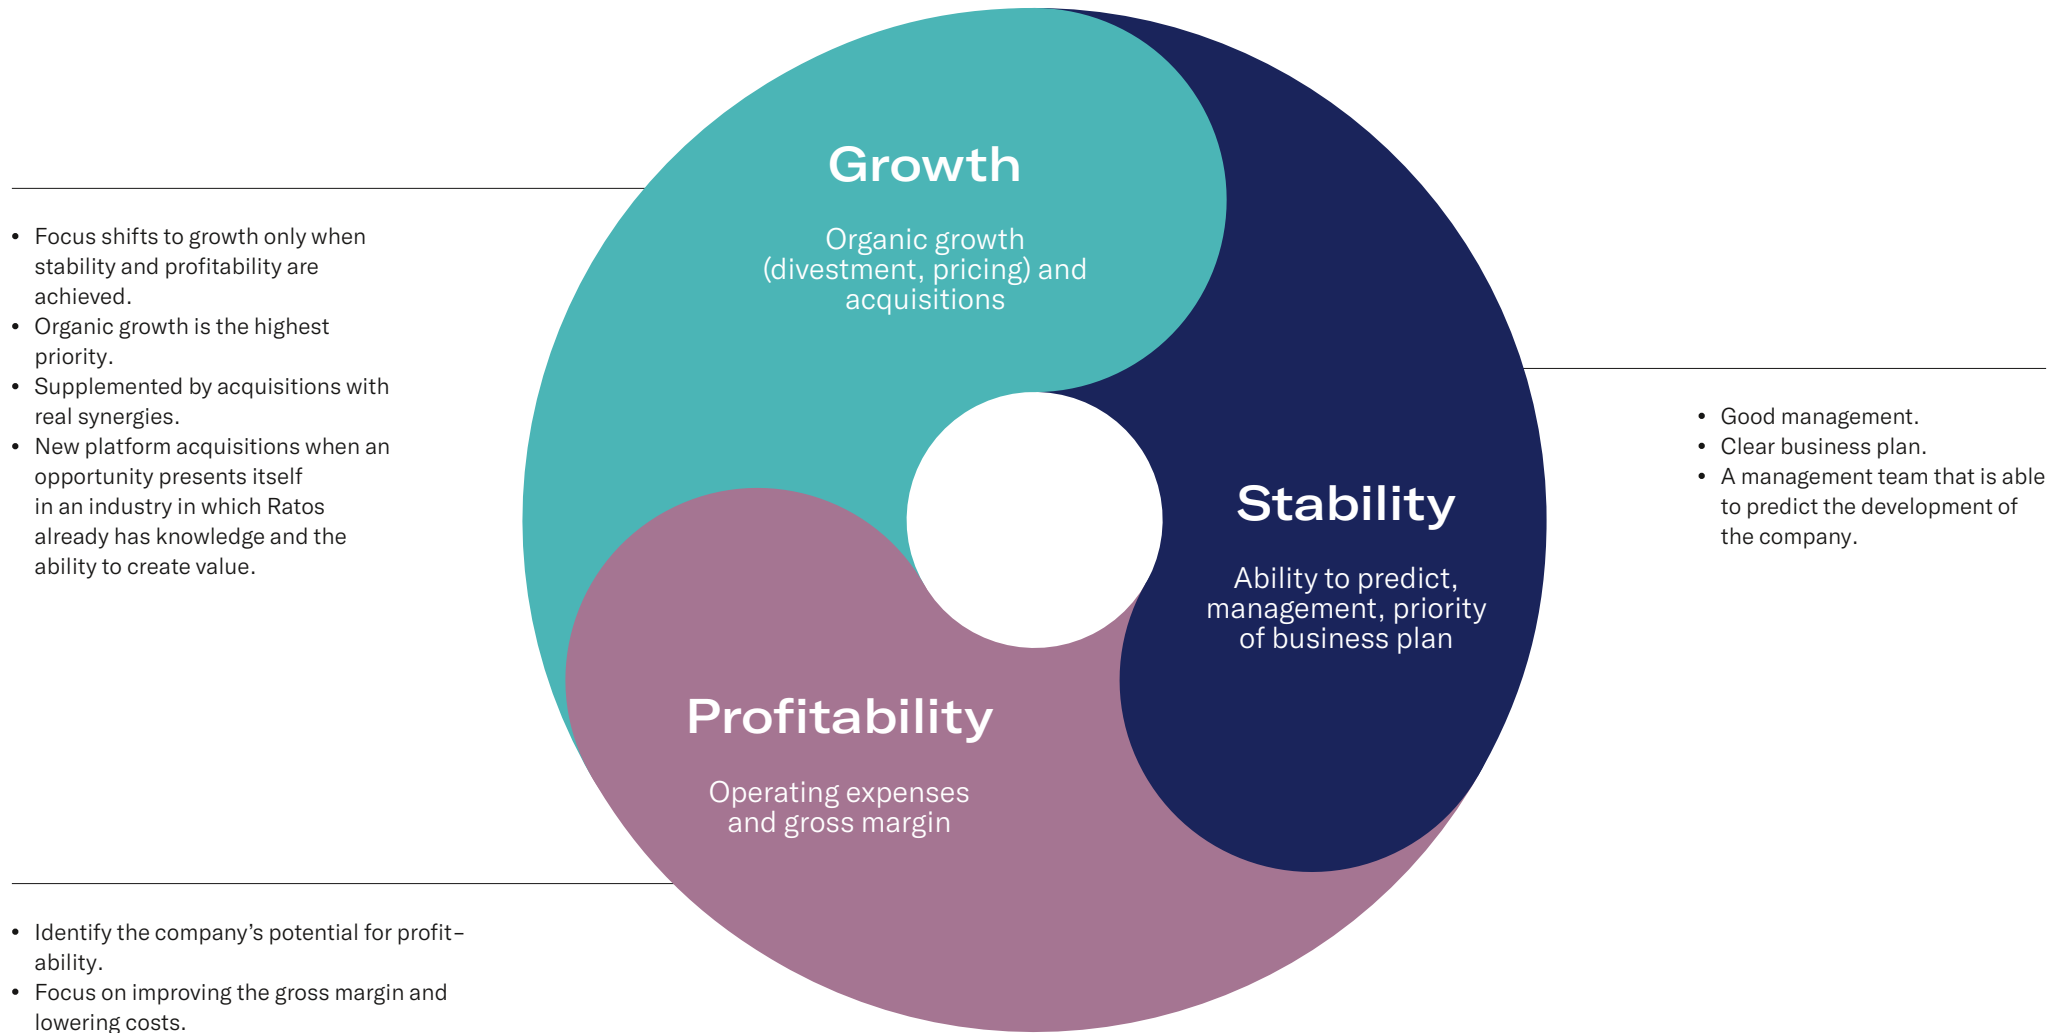 Growth
Organic growth
(divestment, pricing) and
acquisitions
• Focus shifts to growth only when
stability and profitability are
achieved.
• Organic growth is the highest
priority.
• Supplemented by acquisitions with
real synergies.
• New platform acquisitions when an
opportunity presents itself
in an industry in which Ratos
already has knowledge and the
ability to create value.
Stability
Ability to predict,
management, priority
of business plan
• Good management.
• Clear business plan.
• A management team that is able
to predict the development of
the company.
Profitability
Operating expenses
and gross margin
• Identify the company’s potential for profit-
ability.
• Focus on improving the gross margin and
lowering costs.